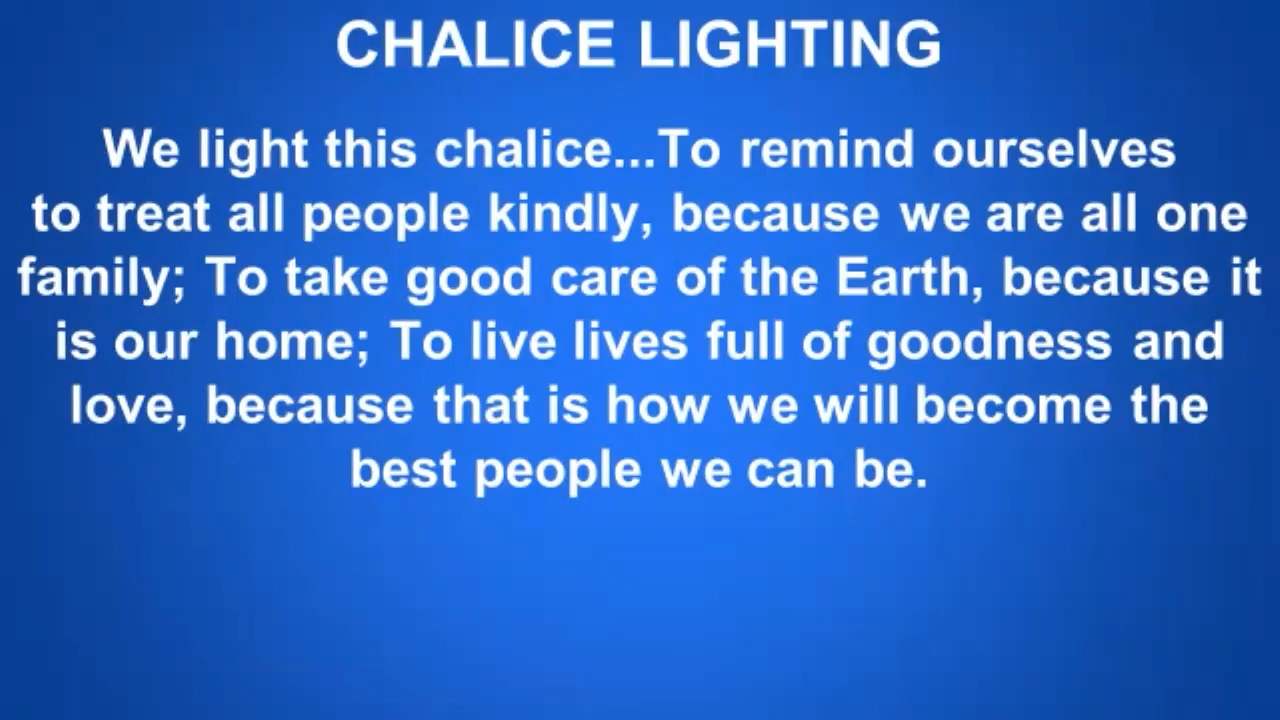 CHALICE LIGHTING
We light this chalice...To remind ourselves
to treat all people kindly, because we are all one
family; To take good care of the Earth, because it
is our home; To live lives full of goodness and
love, because that is how we will become the
best people we can be.